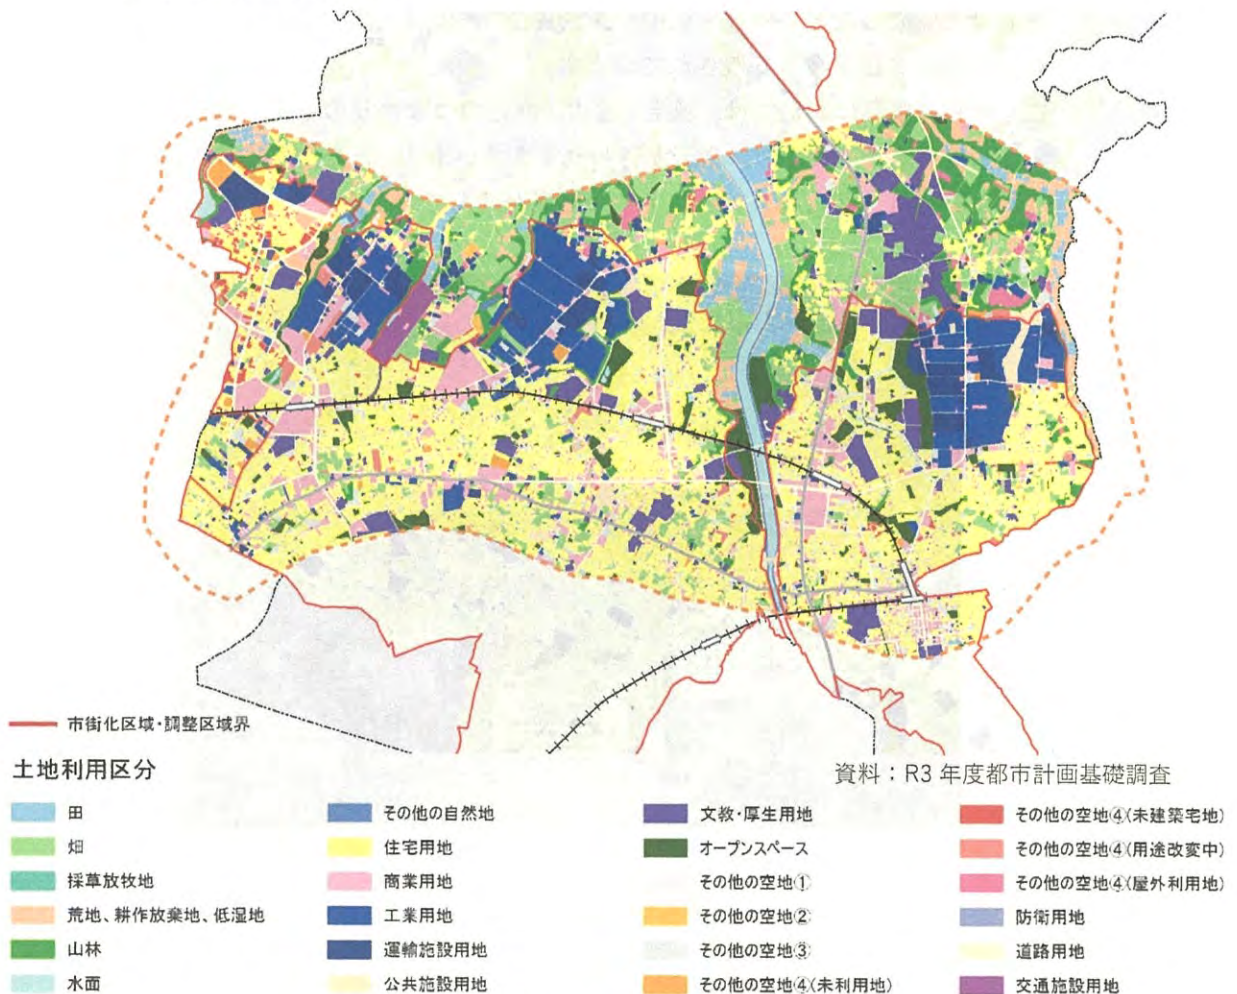 市街化区域・調整区域界
土地利用区分
資料：R3 年度都市計画基礎調査
田
畑
採草放牧地
荒地、耕作放棄地、低湿地
山林
水面
その他の自然地
住宅用地
商業用地
工業用地
運輸施設用地
公共施設用地
文教・厚生用地
オープンスペース
その他の空地①
その他の空地②
その他の空地③
その他の空地④(未利用地)
その他の空地④(未建築宅地)
その他の空地④(用途改変中)
その他の空地④(屋外利用地)
防衛用地
道路用地
交通施設用地